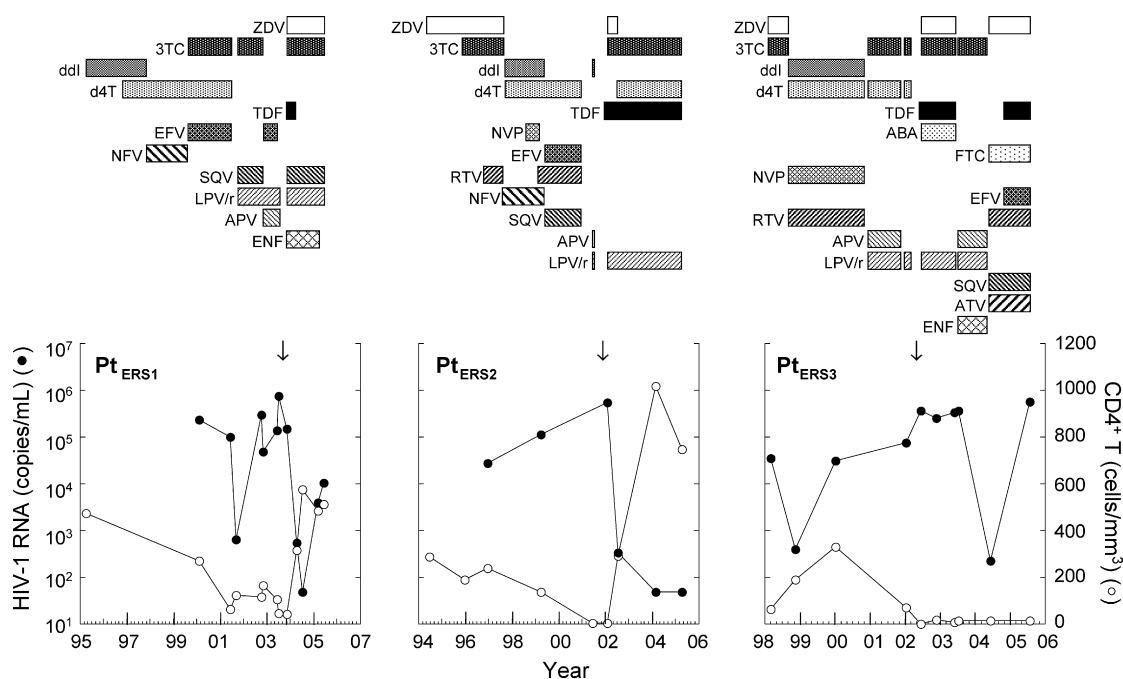 ZDV ZDV ZDV
3TC 3TC 3TC
ddI ddI ddI
d4T d4T d4T
TDF TDF TDF
EFV NVP ABA
NFV EFV FTC
SQV RTV NVP
LPV/r NFV EFV
APV SQV RTV
ENF APV APV
LPV/r LPV/r
SQV
ATV
ENF
HIV-1 RNA (copies/mL) (●)
10⁷
10⁶
10⁵
10⁴
10³
10²
10¹
Pt ERS1
↓
95 97 99 01 03 05 07
Pt ERS2
↓
94 96 98 00 02 04 06
Pt ERS3
↓
98 99 00 01 02 03 04 05 06
1200
1000
800
600
400
200
0
CD4⁺ T (cells/mm³) (○)
Year